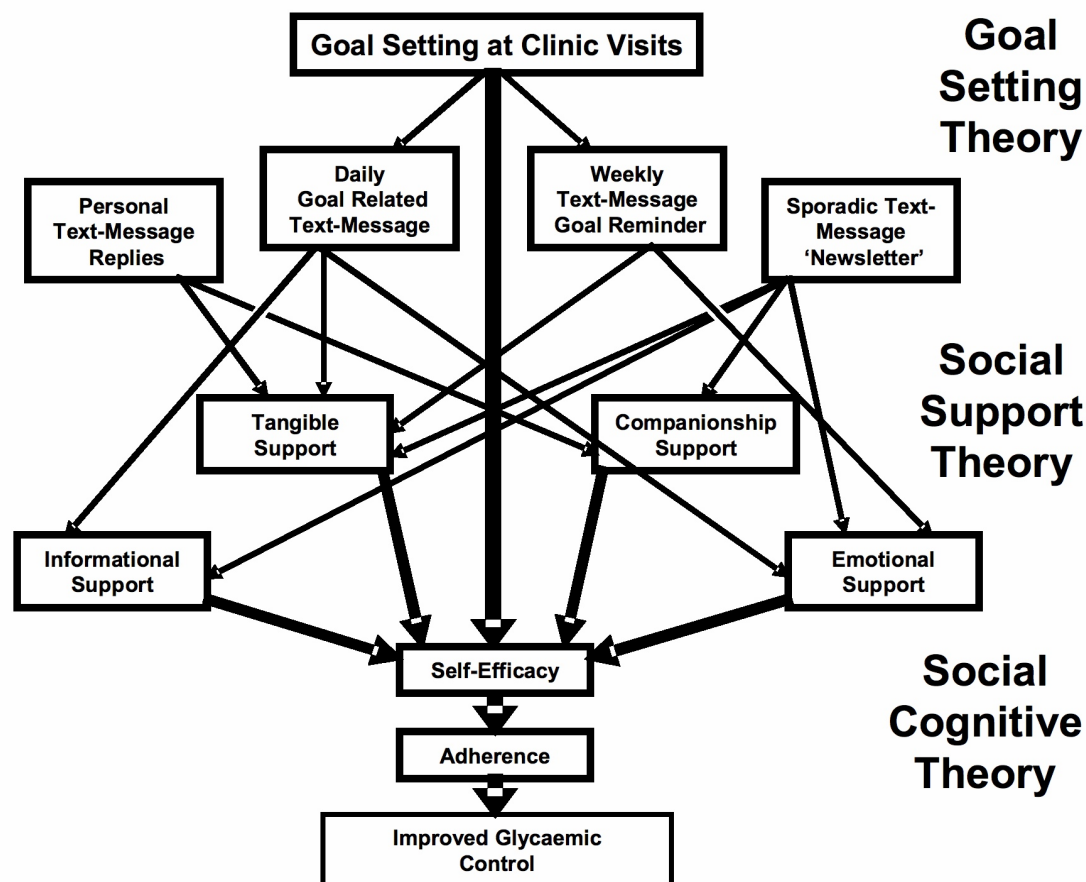 Goal Setting at Clinic Visits
Goal
Setting
Theory
Personal
Text-Message
Replies
Daily
Goal Related
Text-Message
Weekly
Text-Message
Goal Reminder
Sporadic Text-
Message
‘Newsletter’
Tangible
Support
Companionship
Support
Social
Support
Theory
Informational
Support
Emotional
Support
Self-Efficacy
Social
Cognitive
Theory
Adherence
Improved Glycaemic
Control